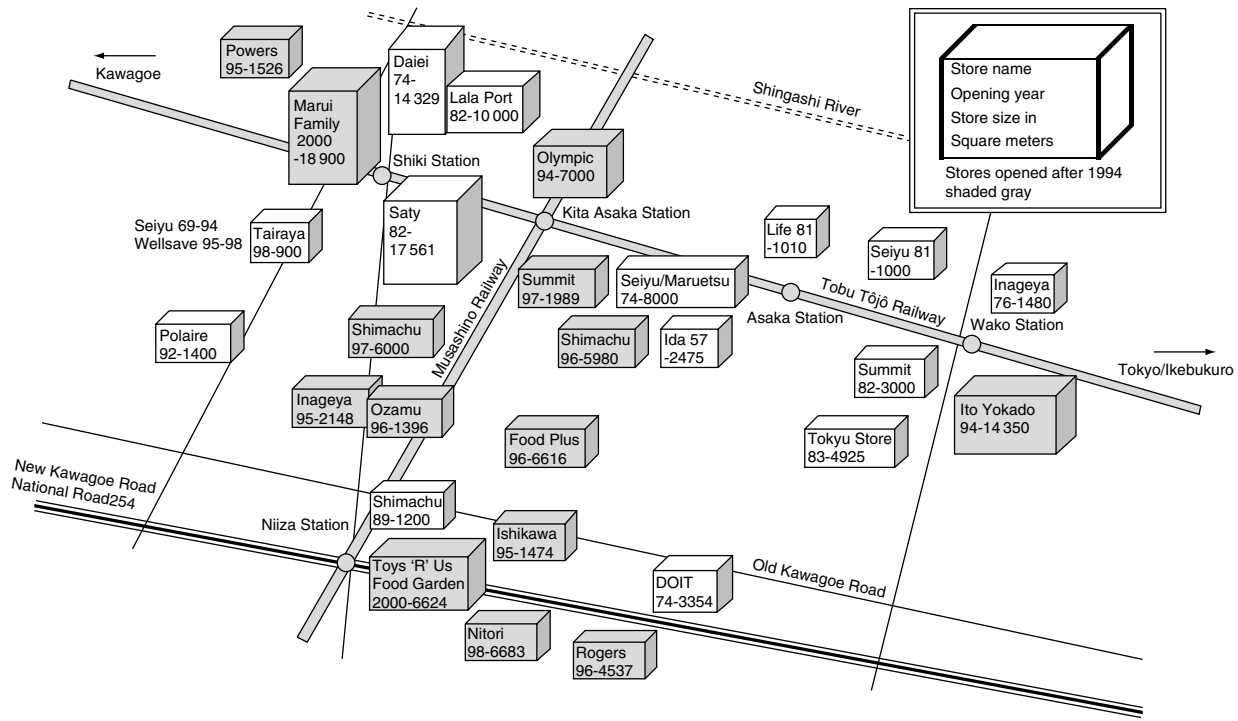 Kawagoe
Powers
95-1526
Daiei
74-
14 329
Lala Port
82-10 000
Marui
Family
2000
-18 900
Shiki Station
Shingashi River
Store name
Opening year
Store size in
Square meters
Stores opened after 1994
shaded gray
Olympic
94-7000
Kita Asaka Station
Seiyu 69-94
Wellsave 95-98
Tairaya
98-900
Saty
82-
17 561
Life 81
-1010
Seiyu 81
-1000
Inageya
76-1480
Summit
97-1989
Seiyu/Maruetsu
74-8000
Asaka Station
Tobu Tôjô Railway
Wako Station
Musashino Railway
Polaire
92-1400
Shimachu
97-6000
Shimachu
96-5980
Ida 57
-2475
Summit
82-3000
Tokyo/Ikebukuro
Inageya
95-2148
Ozamu
96-1396
Ito Yokado
94-14 350
Food Plus
96-6616
Tokyu Store
83-4925
New Kawagoe Road
National Road254
Shimachu
89-1200
Niiza Station
Ishikawa
95-1474
Toys ‘R’ Us
Food Garden
2000-6624
DOIT
74-3354
Old Kawagoe Road
Nitori
98-6683
Rogers
96-4537